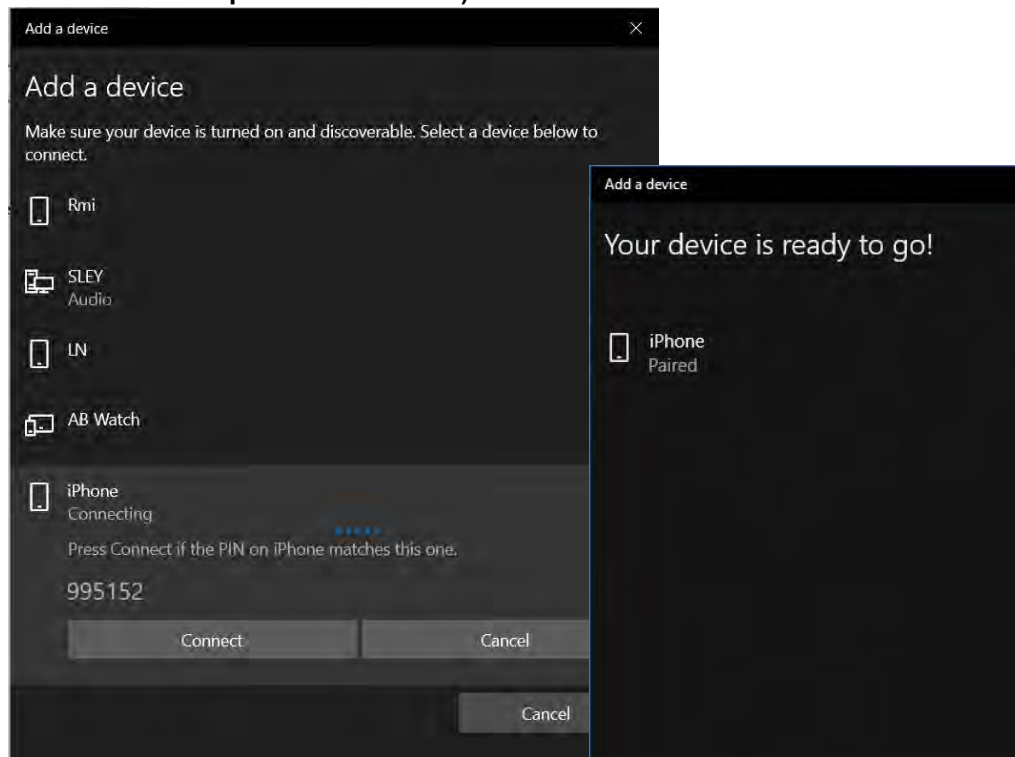 Add a device
Add a device
Make sure your device is turned on and discoverable. Select a device below to
connect.
Rmi
SLEY
Audio
LN
AB Watch
iPhone
Connecting
Press Connect if the PIN on iPhone matches this one.
995152
Connect
Cancel
Cancel
Add a device
Your device is ready to go!
iPhone
Paired